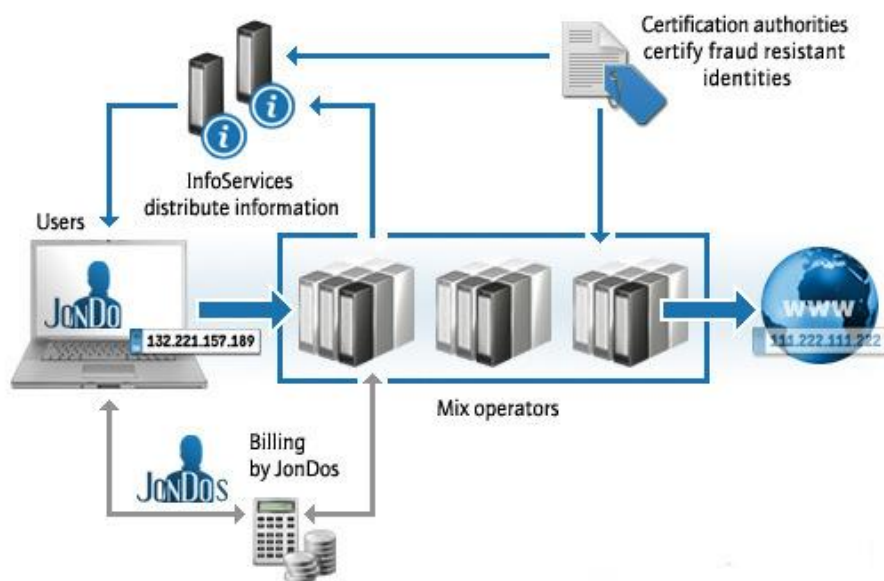 Certification authorities
certify fraud resistant
identities
InfoServices
distribute information
Users
JONDO
132.221.157.189
www
111.222.111.222
Mix operators
Billing
by JonDos
JONDOS